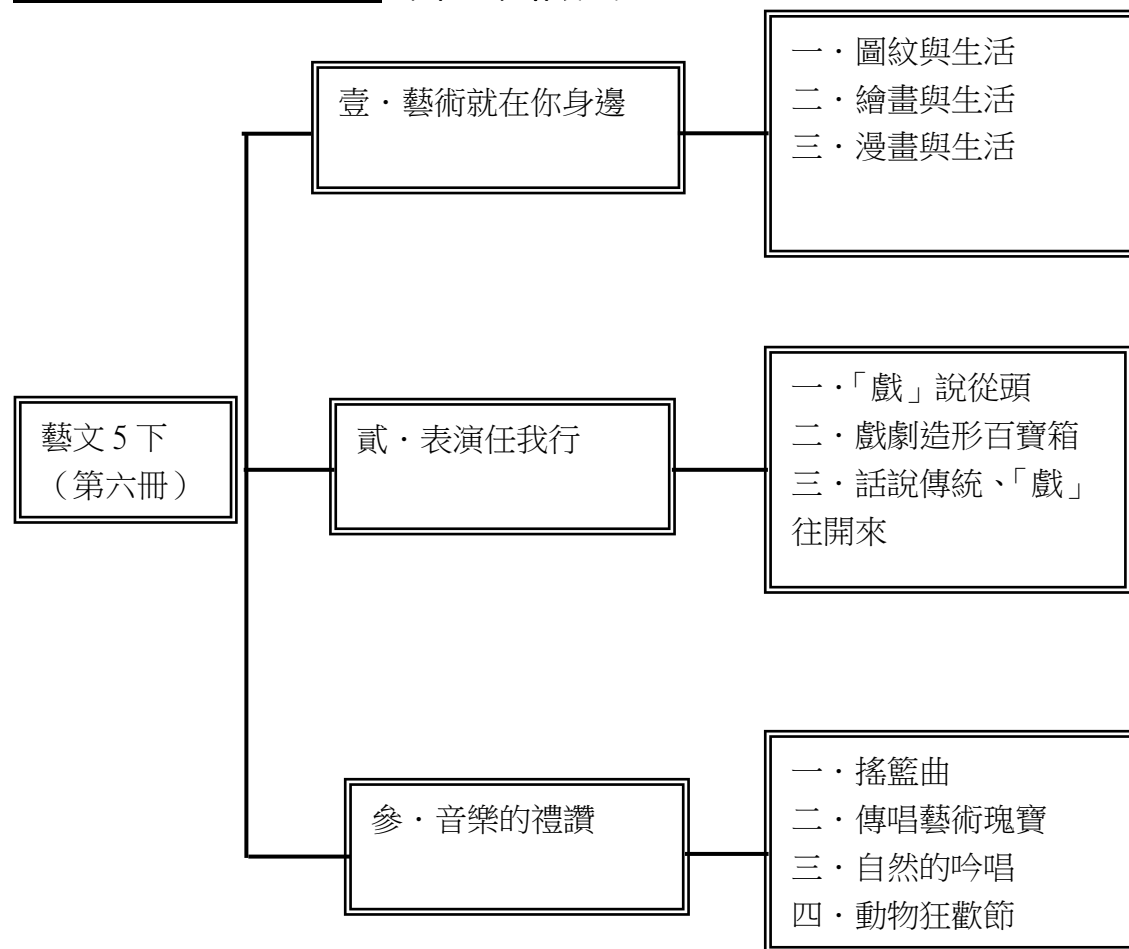 藝文 5 下
（第六冊）
壹．藝術就在你身邊
一．圖紋與生活
二．繪畫與生活
三．漫畫與生活
貳．表演任我行
一．「戲」說從頭
二．戲劇造形百寶箱
三．話說傳統、「戲」
往開來
參．音樂的禮讚
一．搖籃曲
二．傳唱藝術瑰寶
三．自然的吟唱
四．動物狂歡節